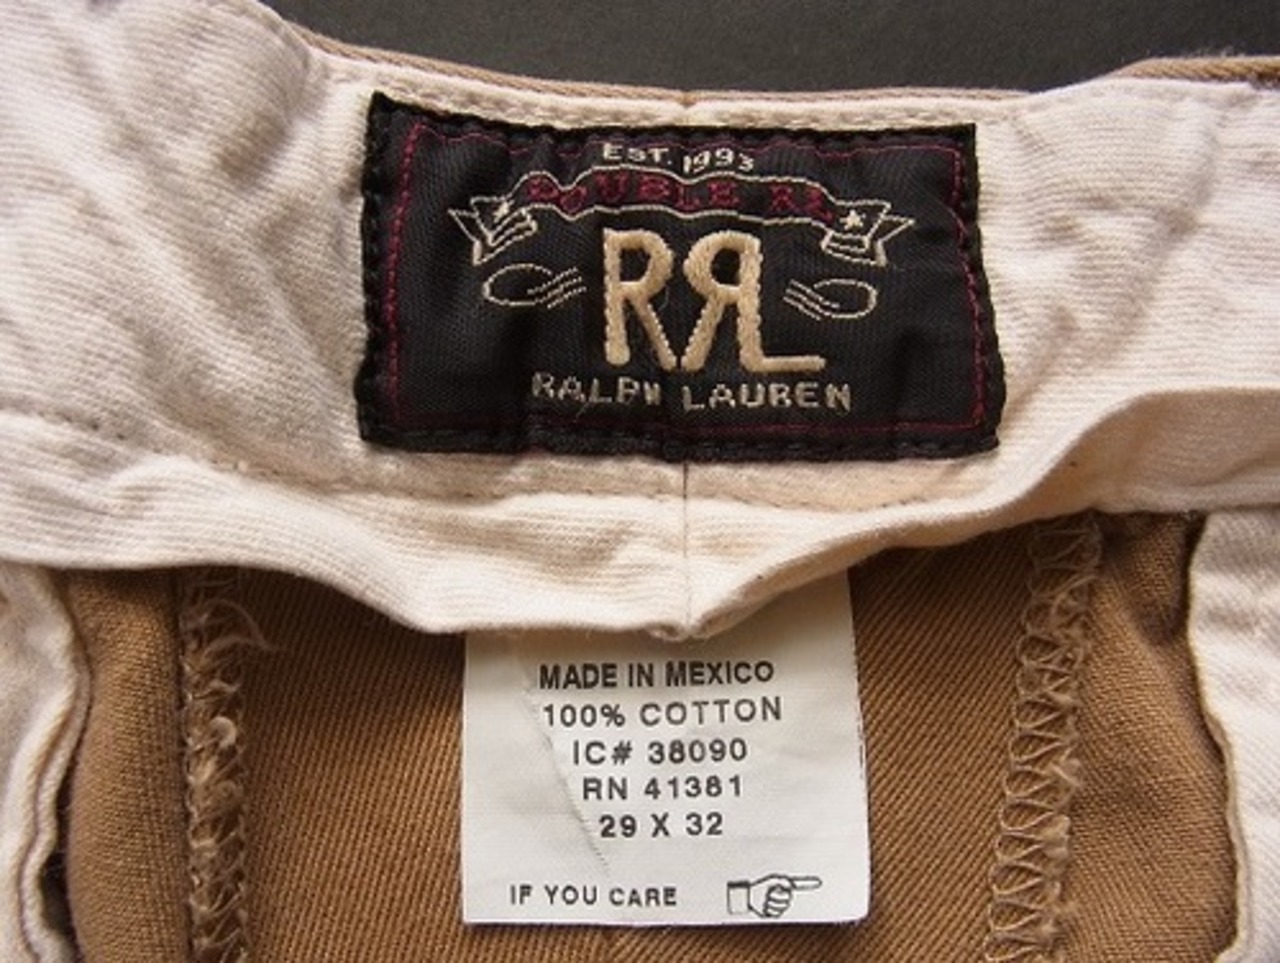 EST. 1993
DOUBLE RL
RRL
RALPH LAUREN
MADE IN MEXICO
100% COTTON
IC# 38090
RN 41381
29 X 32
IF YOU CARE